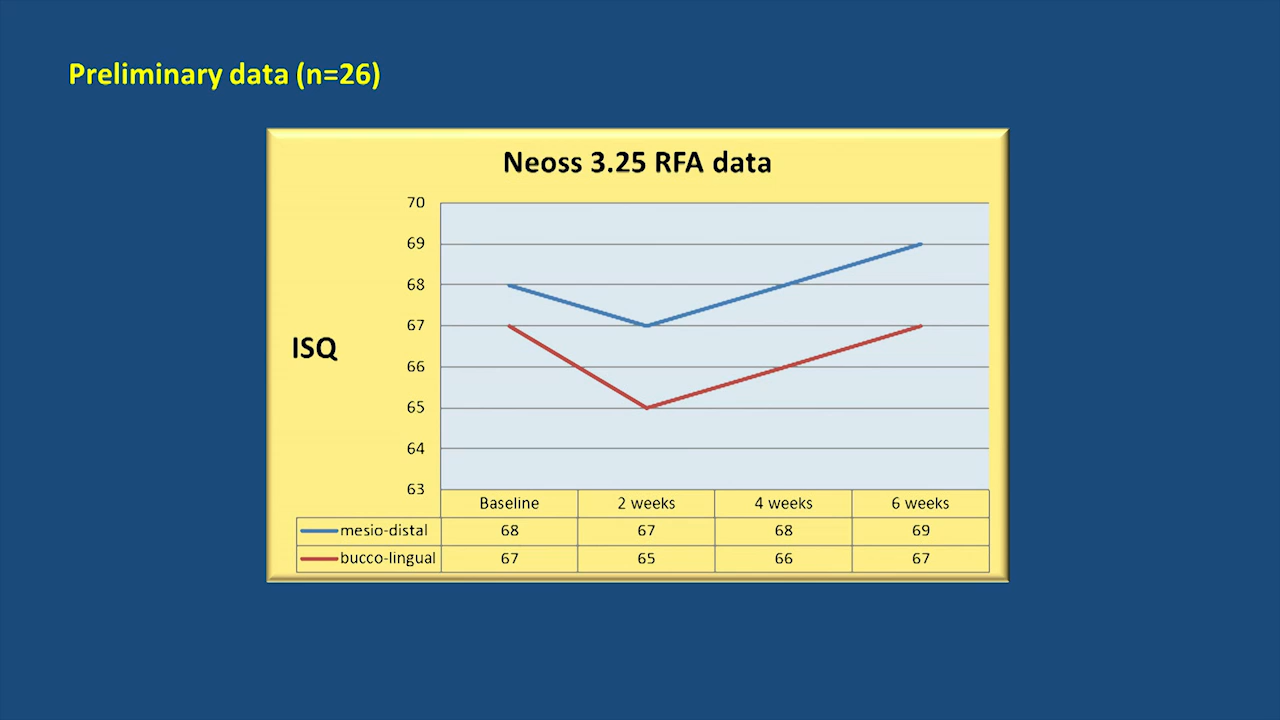 Preliminary data (n=26)
Neoss 3.25 RFA data
70
69
68
67
66
65
64
63
ISQ
Baseline 2 weeks 4 weeks 6 weeks
mesio-distal 68 67 68 69
bucco-lingual 67 65 66 67